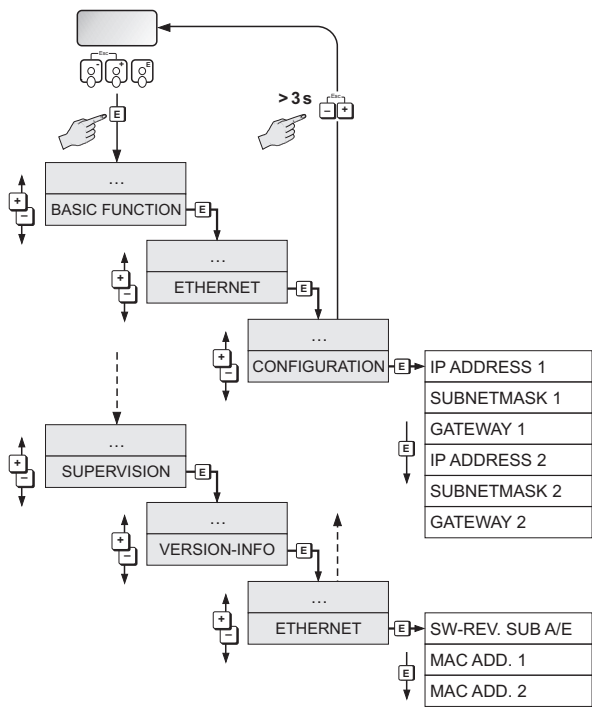 Esc
- + E
E
> 3 s
Esc
– +
…
BASIC FUNCTION
+
–
E
…
ETHERNET
+
–
E
…
CONFIGURATION
+
–
E
IP ADDRESS 1
SUBNETMASK 1
GATEWAY 1
IP ADDRESS 2
SUBNETMASK 2
GATEWAY 2
E
…
SUPERVISION
+
–
E
…
VERSION-INFO
+
–
E
…
ETHERNET
+
–
E
SW-REV. SUB A/E
MAC ADD. 1
MAC ADD. 2
E